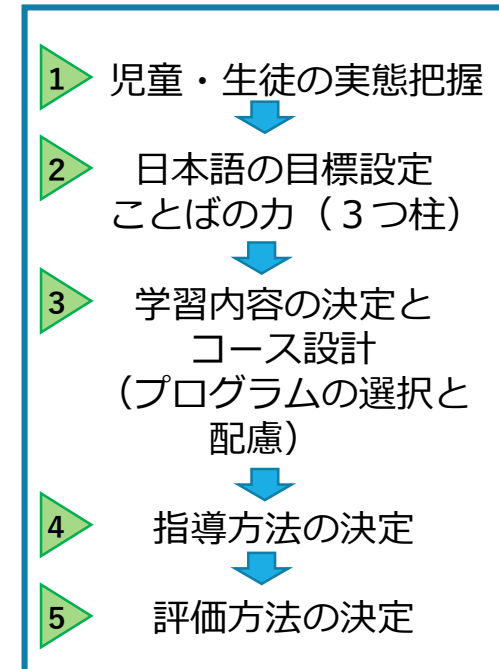 1 児童・生徒の実態把握
2 日本語の目標設定
ことばの力（３つ柱）
3 学習内容の決定と
コース設計
（プログラムの選択と
配慮）
4 指導方法の決定
5 評価方法の決定